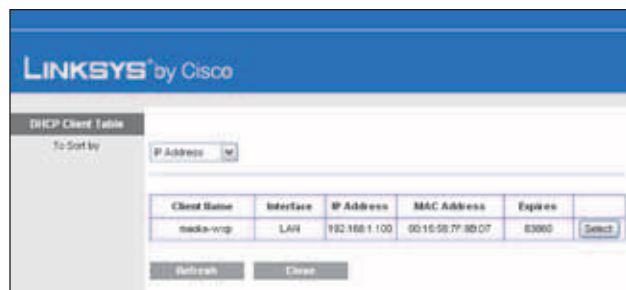 LINKSYS® by Cisco
DHCP Client Table
To Sort by
IP Address
Client Name Interface IP Address MAC Address Expires
LAN 192.168.1.100 Select
Refresh Close